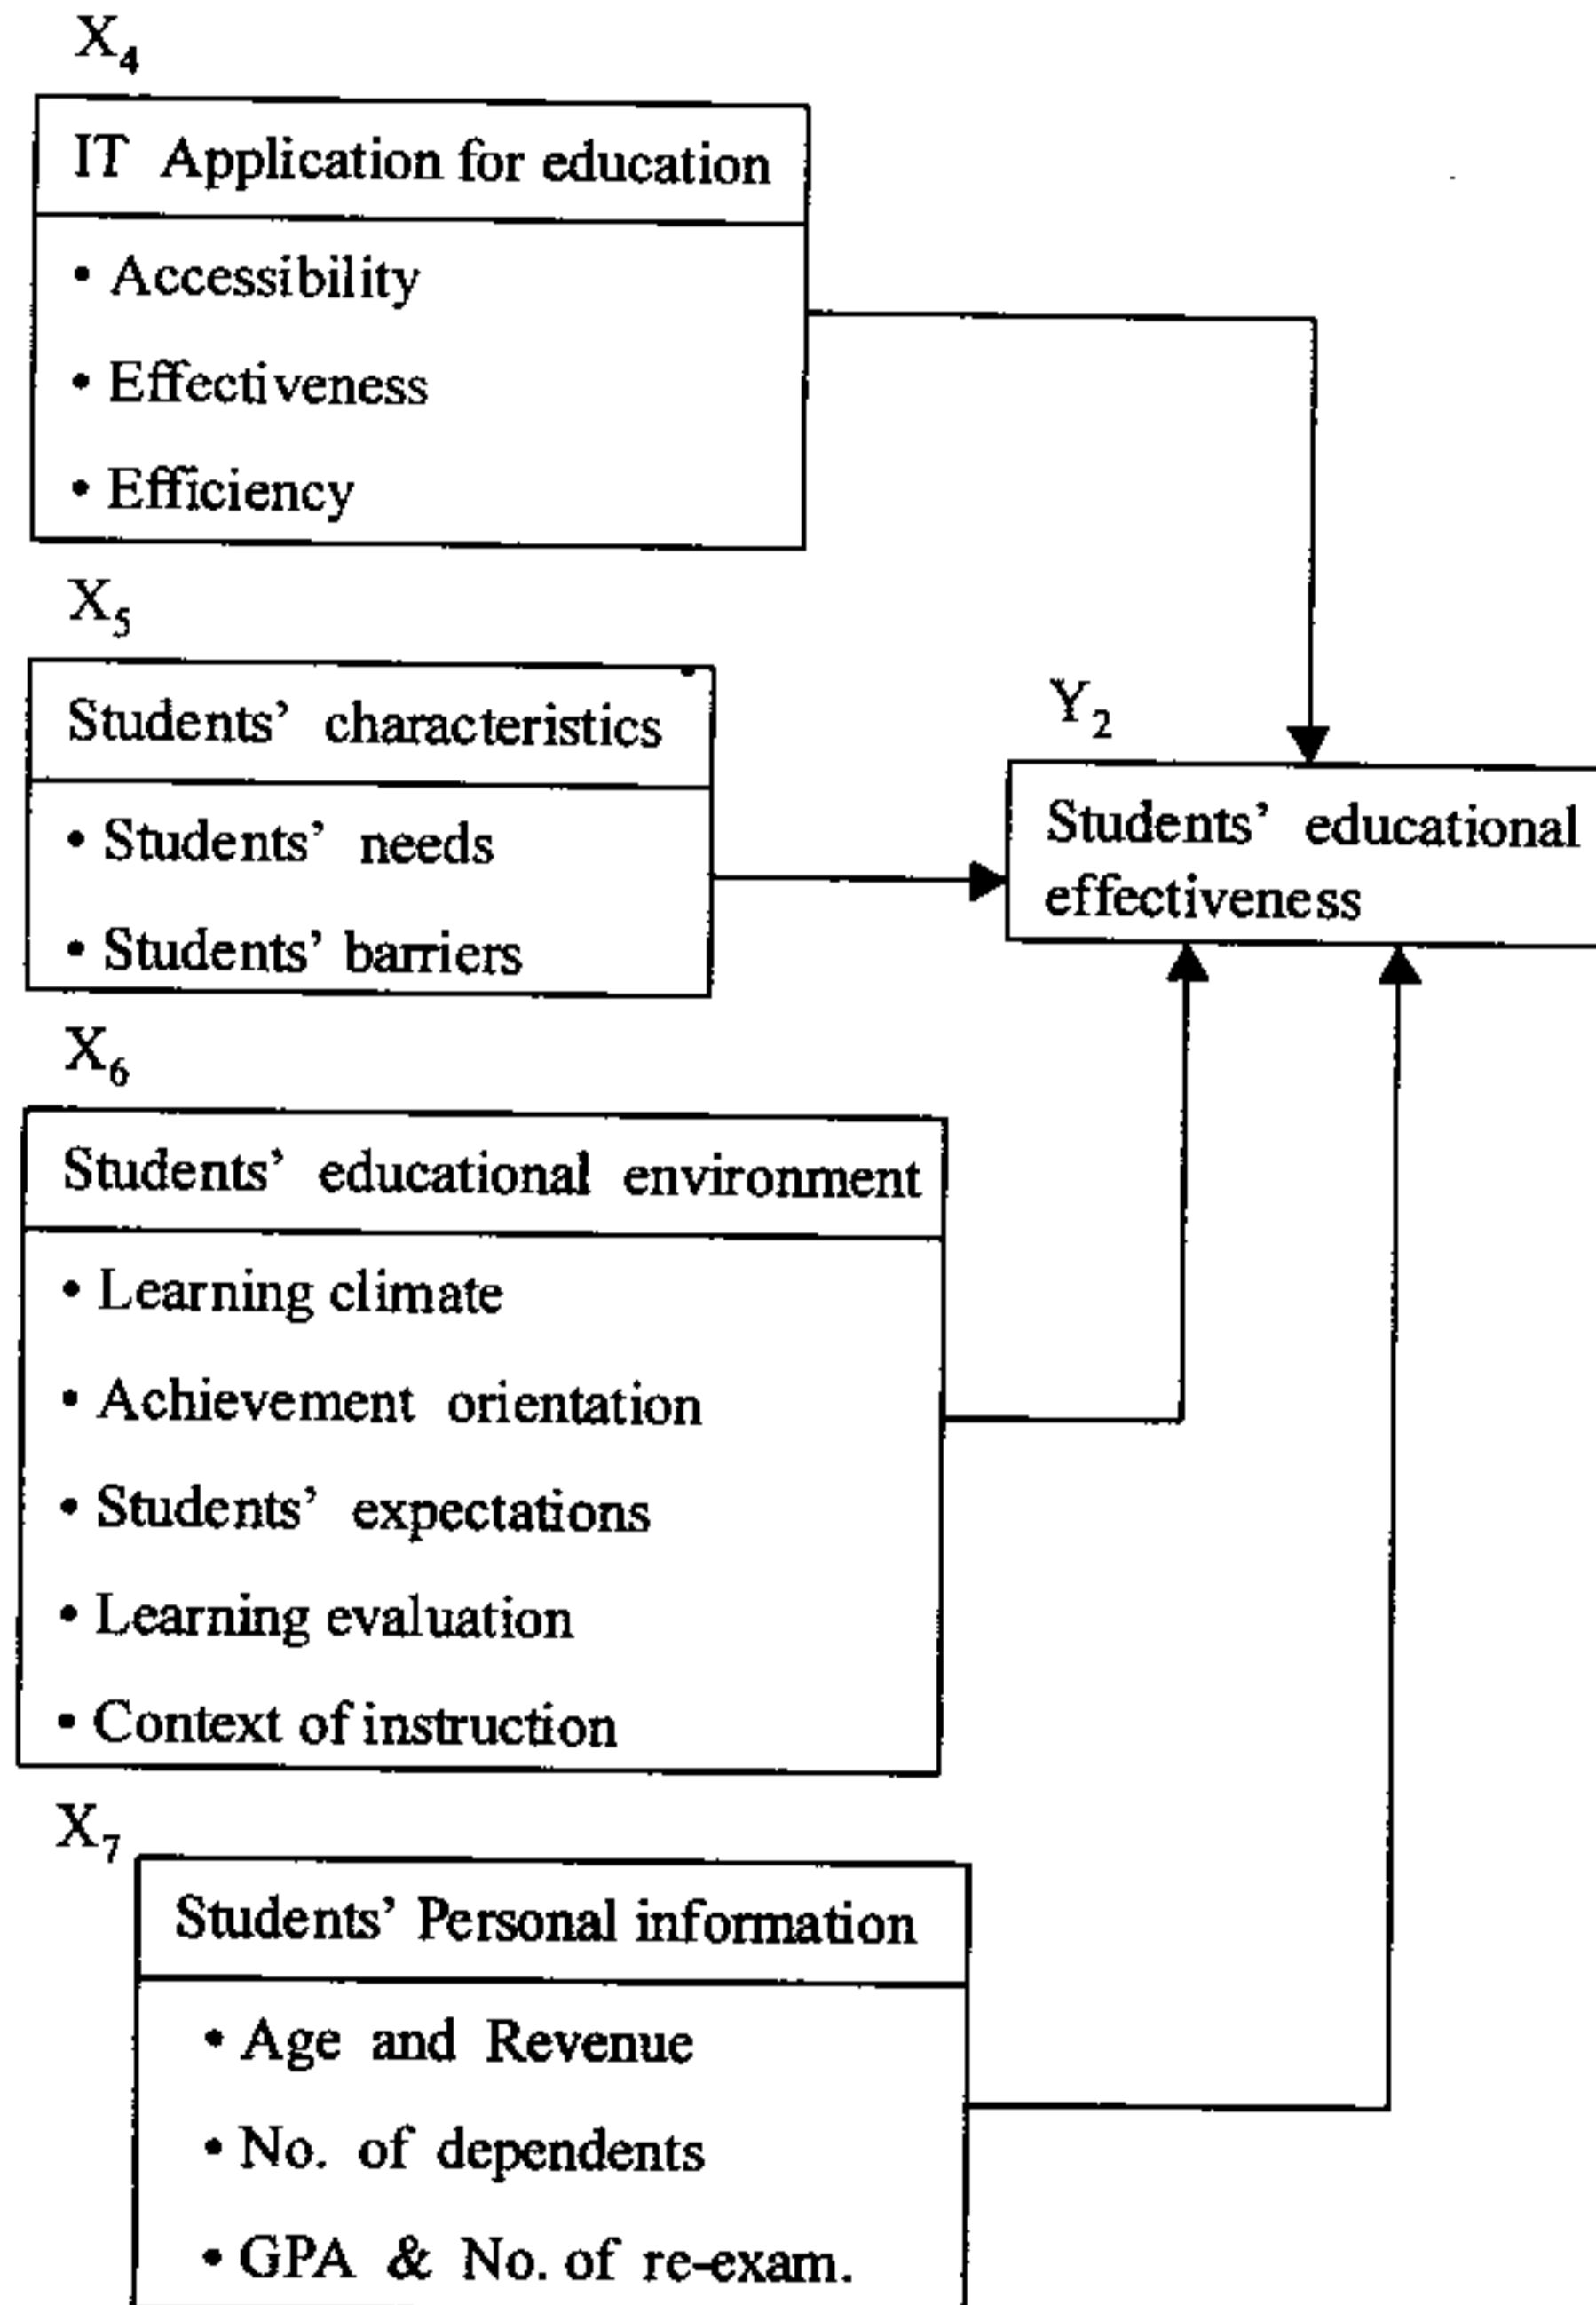 X4
IT Application for education
• Accessibility
• Effectiveness
• Efficiency
X5
Students’ characteristics
• Students’ needs
• Students’ barriers
Y2
Students’ educational
effectiveness
X6
Students’ educational environment
• Learning climate
• Achievement orientation
• Students’ expectations
• Learning evaluation
• Context of instruction
X7
Students’ Personal information
• Age and Revenue
• No. of dependents
• GPA & No. of re-exam.